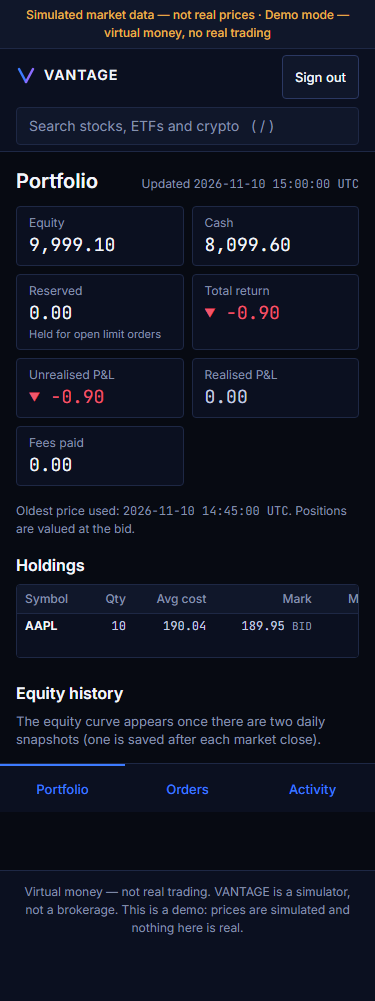 Simulated market data — not real prices · Demo mode —
virtual money, no real trading
VANTAGE
Sign out
Search stocks, ETFs and crypto ( / )
Portfolio
Updated 2026-11-10 15:00:00 UTC
Equity
9,999.10
Cash
8,099.60
Reserved
0.00
Held for open limit orders
Total return
▼ -0.90
Unrealised P&L
▼ -0.90
Realised P&L
0.00
Fees paid
0.00
Oldest price used: 2026-11-10 14:45:00 UTC. Positions
are valued at the bid.
Holdings
Symbol Qty Avg cost Mark M
AAPL 10 190.04 189.95 BID
Equity history
The equity curve appears once there are two daily
snapshots (one is saved after each market close).
Portfolio Orders Activity
Virtual money — not real trading. VANTAGE is a simulator,
not a brokerage. This is a demo: prices are simulated and
nothing here is real.